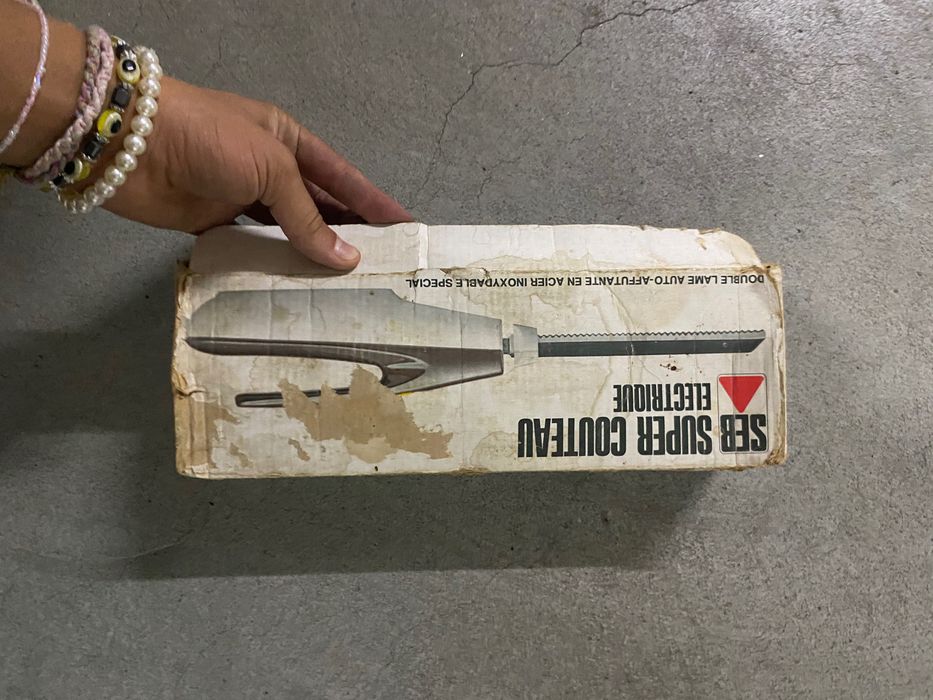 SEB SUPER COUTEAU
ELECTRIQUE
DOUBLE LAME AUTO-AFFUTANTE EN ACIER INOXYDABLE SPECIAL